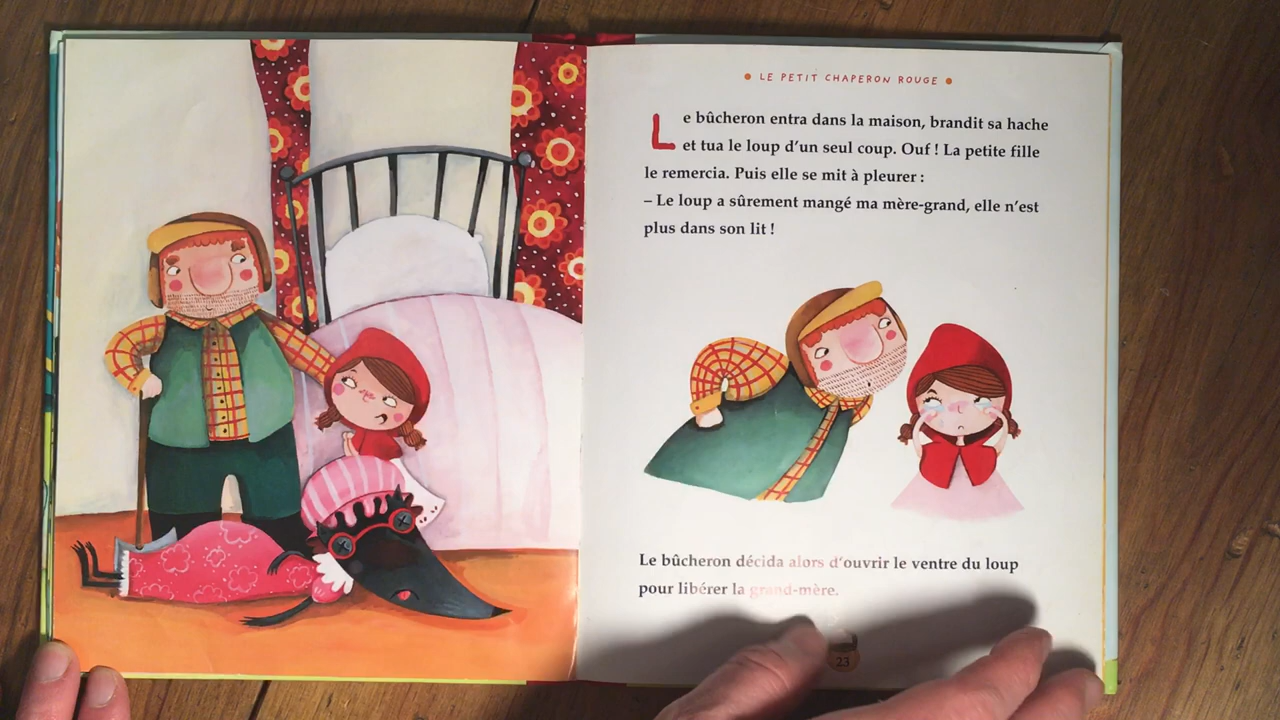 • LE PETIT CHAPERON ROUGE •
Le bûcheron entra dans la maison, brandit sa hache
et tua le loup d'un seul coup. Ouf ! La petite fille
le remercia. Puis elle se mit à pleurer :
– Le loup a sûrement mangé ma mère-grand, elle n'est
plus dans son lit !
Le bûcheron décida alors d'ouvrir le ventre du loup
pour libérer la grand-mère.
23